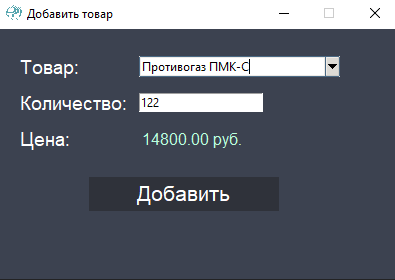 Добавить товар
Товар: Противогаз ПМК-С
Количество: 122
Цена: 14800.00 руб.
Добавить